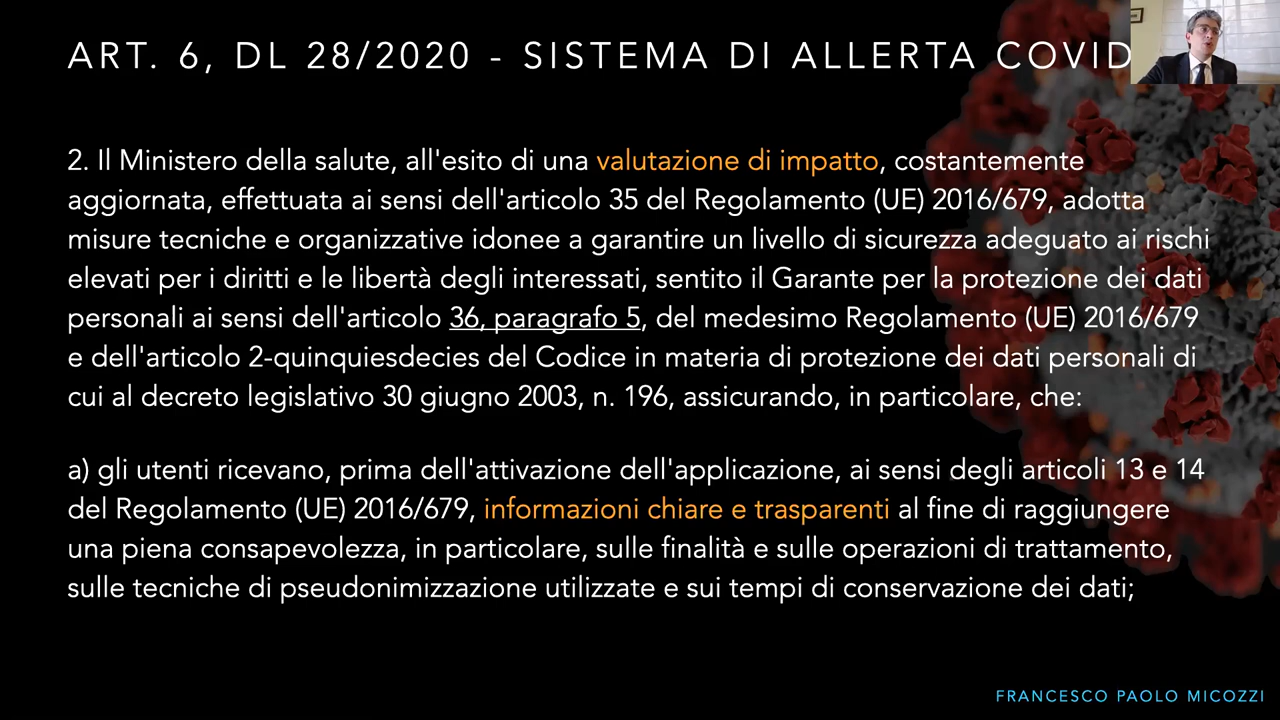 ART. 6, DL 28/2020 - SISTEMA DI ALLERTA COVID
2. Il Ministero della salute, all'esito di una valutazione di impatto, costantemente
aggiornata, effettuata ai sensi dell'articolo 35 del Regolamento (UE) 2016/679, adotta
misure tecniche e organizzative idonee a garantire un livello di sicurezza adeguato ai rischi
elevati per i diritti e le libertà degli interessati, sentito il Garante per la protezione dei dati
personali ai sensi dell'articolo 36, paragrafo 5, del medesimo Regolamento (UE) 2016/679
e dell'articolo 2-quinquiesdecies del Codice in materia di protezione dei dati personali di
cui al decreto legislativo 30 giugno 2003, n. 196, assicurando, in particolare, che:
a) gli utenti ricevano, prima dell'attivazione dell'applicazione, ai sensi degli articoli 13 e 14
del Regolamento (UE) 2016/679, informazioni chiare e trasparenti al fine di raggiungere
una piena consapevolezza, in particolare, sulle finalità e sulle operazioni di trattamento,
sulle tecniche di pseudonimizzazione utilizzate e sui tempi di conservazione dei dati;
FRANCESCO PAOLO MICOZZI